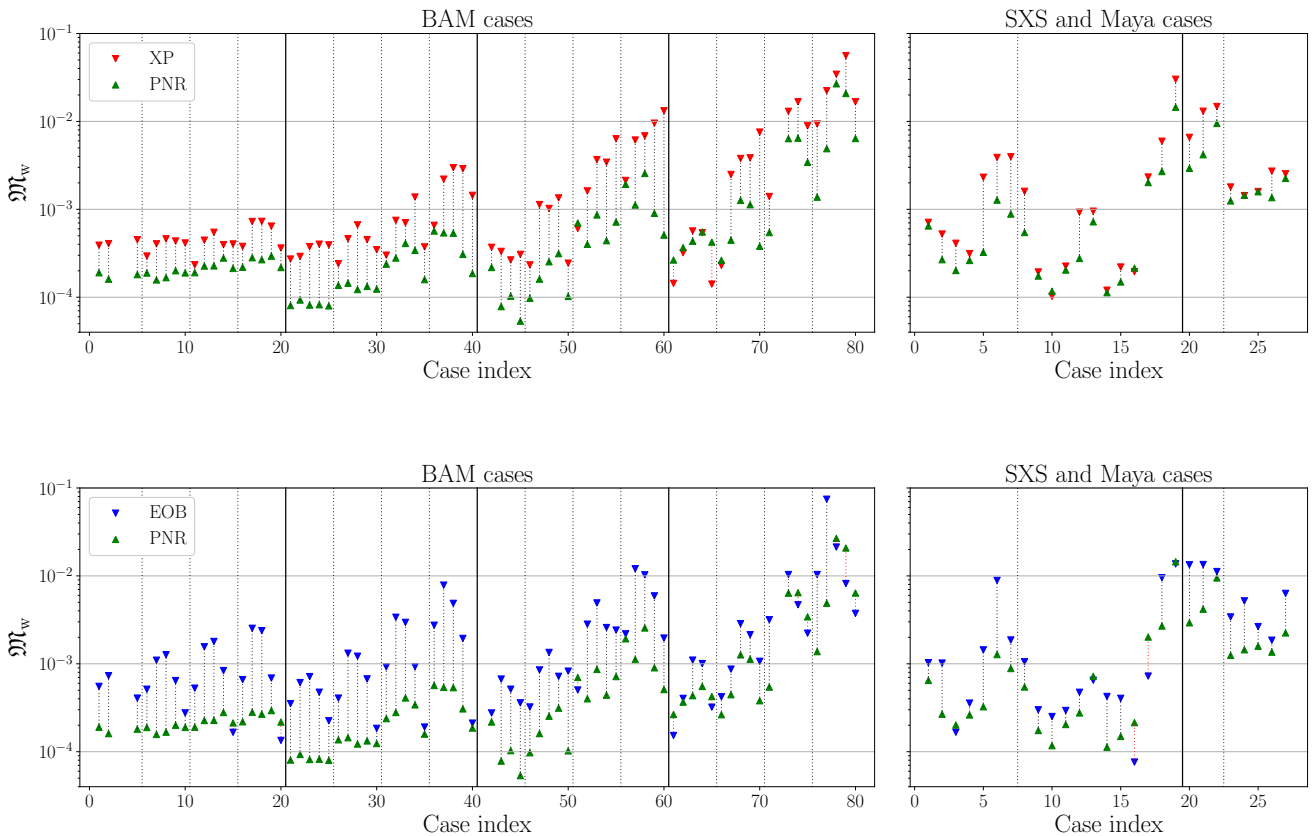 BAM cases
SXS and Maya cases
10⁻¹
10⁻²
10⁻³
10⁻⁴
𝔐_w
XP
PNR
0 10 20 30 40 50 60 70 80
0 5 10 15 20 25
Case index
Case index
BAM cases
SXS and Maya cases
10⁻¹
10⁻²
10⁻³
10⁻⁴
𝔐_w
EOB
PNR
0 10 20 30 40 50 60 70 80
0 5 10 15 20 25
Case index
Case index